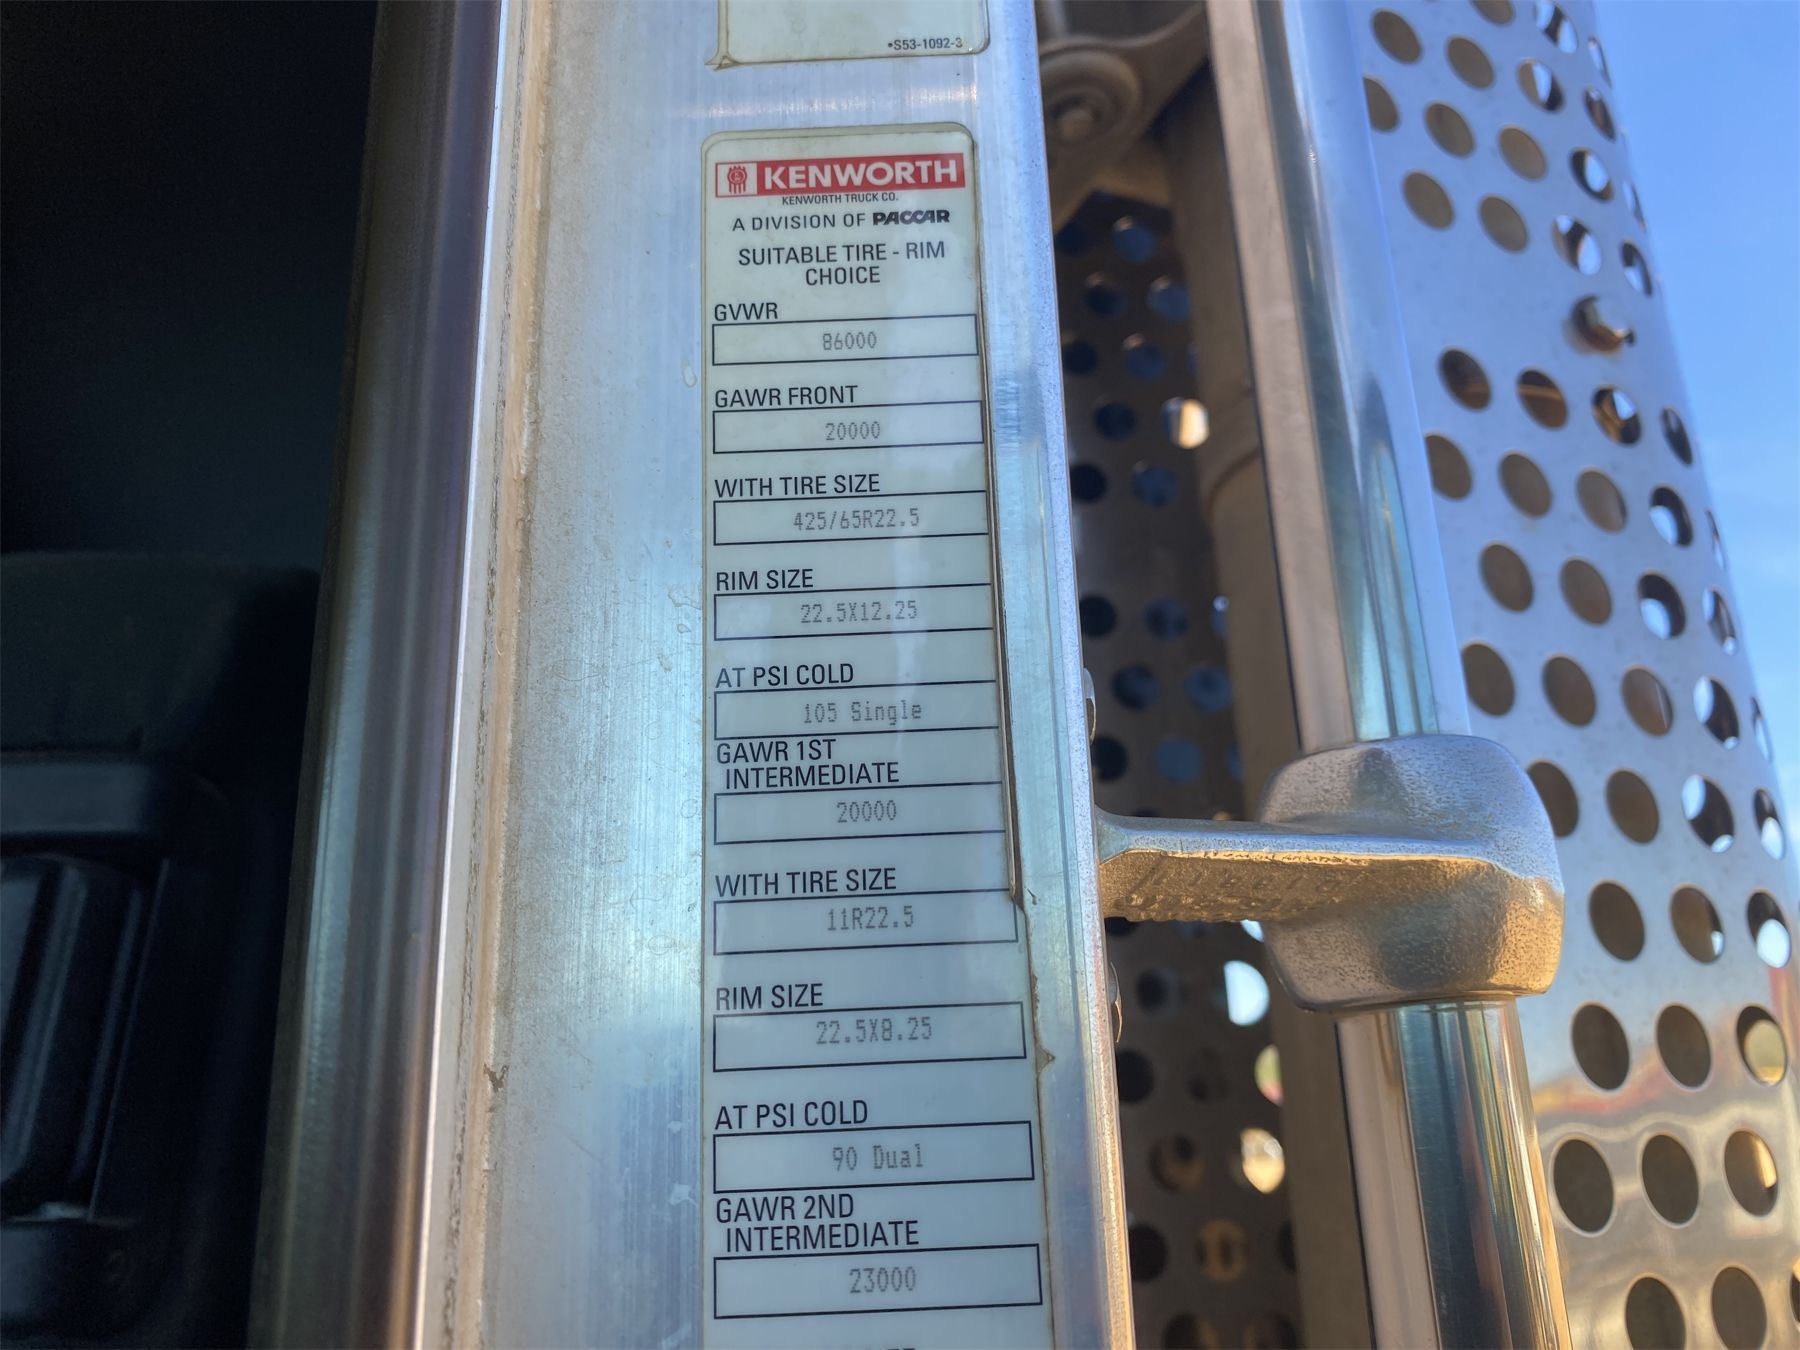 •S53-1092-3
KENWORTH
KENWORTH TRUCK CO.
A DIVISION OF PACCAR
SUITABLE TIRE - RIM
CHOICE
GVWR
86000
GAWR FRONT
20000
WITH TIRE SIZE
425/65R22.5
RIM SIZE
22.5X12.25
AT PSI COLD
105 Single
GAWR 1ST
INTERMEDIATE
20000
WITH TIRE SIZE
11R22.5
RIM SIZE
22.5X8.25
AT PSI COLD
90 Dual
GAWR 2ND
INTERMEDIATE
23000